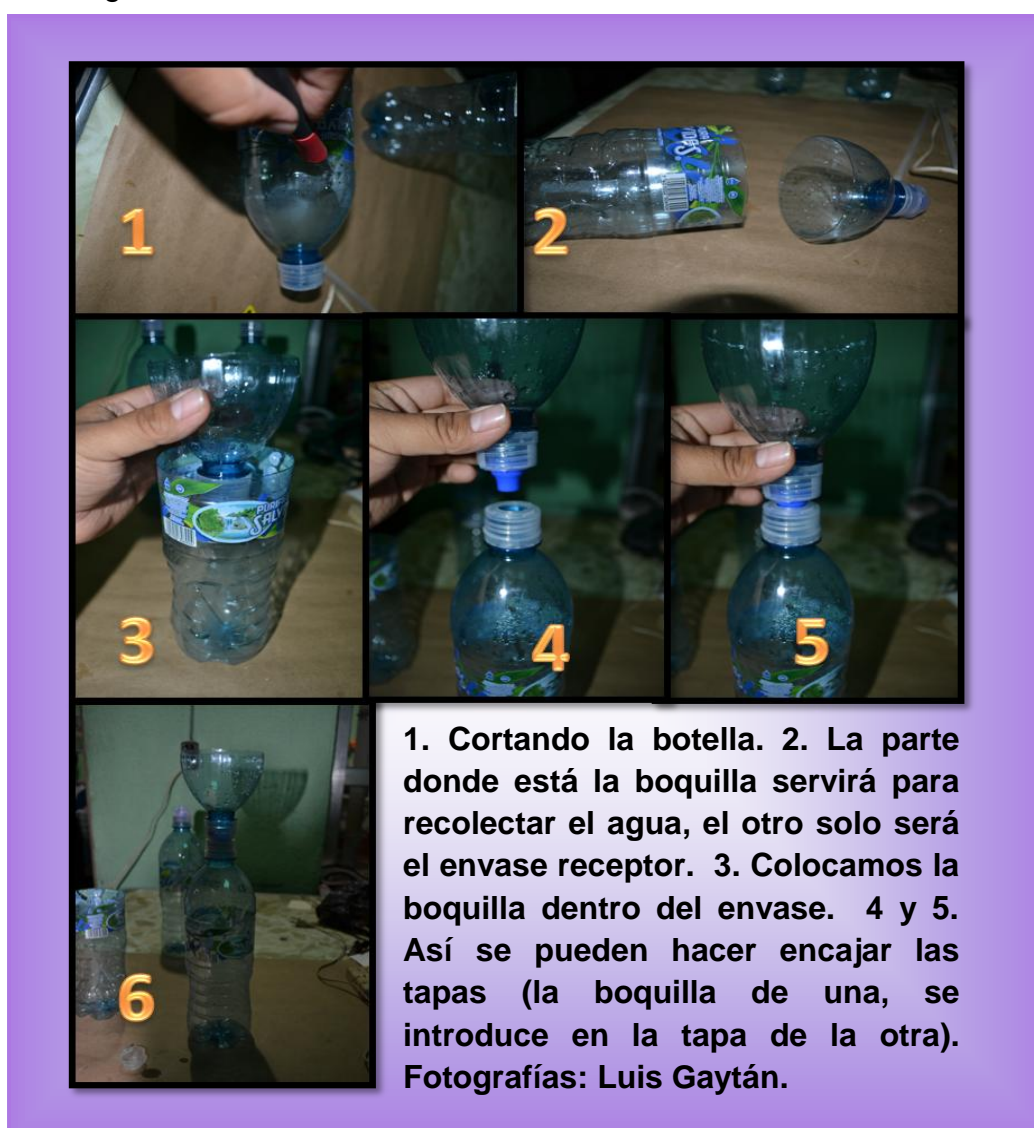 1
2
3
4
5
6
1. Cortando la botella. 2. La parte
donde está la boquilla servirá para
recolectar el agua, el otro solo será
el envase receptor. 3. Colocamos la
boquilla dentro del envase. 4 y 5.
Así se pueden hacer encajar las
tapas (la boquilla de una, se
introduce en la tapa de la otra).
Fotografías: Luis Gaytán.